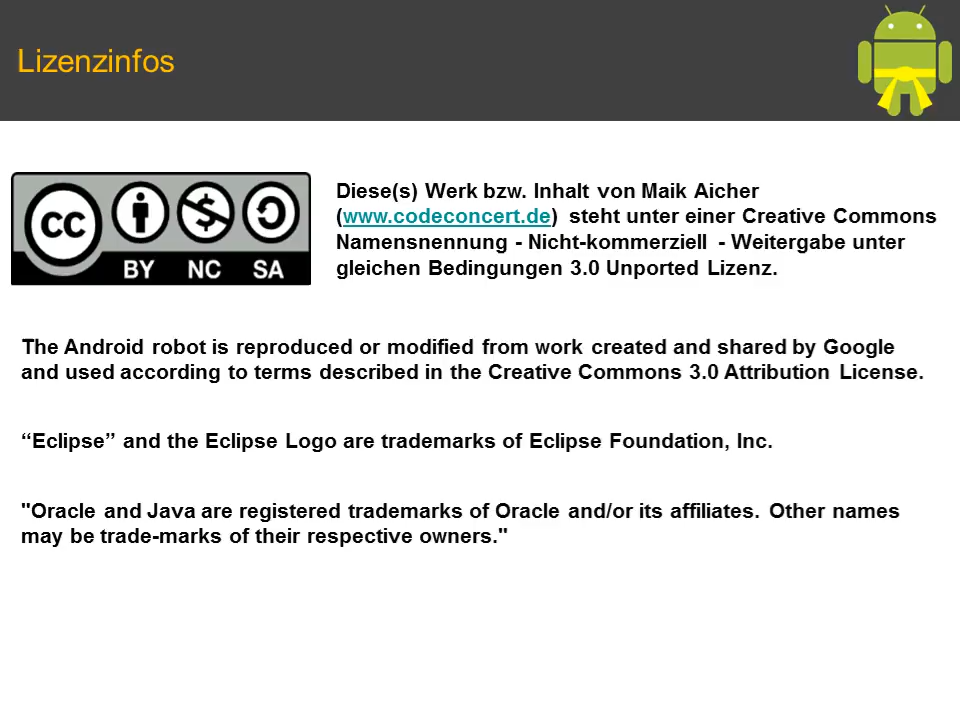 Lizenzinfos
Diese(s) Werk bzw. Inhalt von Maik Aicher
(www.codeconcert.de) steht unter einer Creative Commons
Namensnennung - Nicht-kommerziell - Weitergabe unter
gleichen Bedingungen 3.0 Unported Lizenz.
cc
BY NC SA
The Android robot is reproduced or modified from work created and shared by Google
and used according to terms described in the Creative Commons 3.0 Attribution License.
“Eclipse” and the Eclipse Logo are trademarks of Eclipse Foundation, Inc.
"Oracle and Java are registered trademarks of Oracle and/or its affiliates. Other names
may be trade-marks of their respective owners."